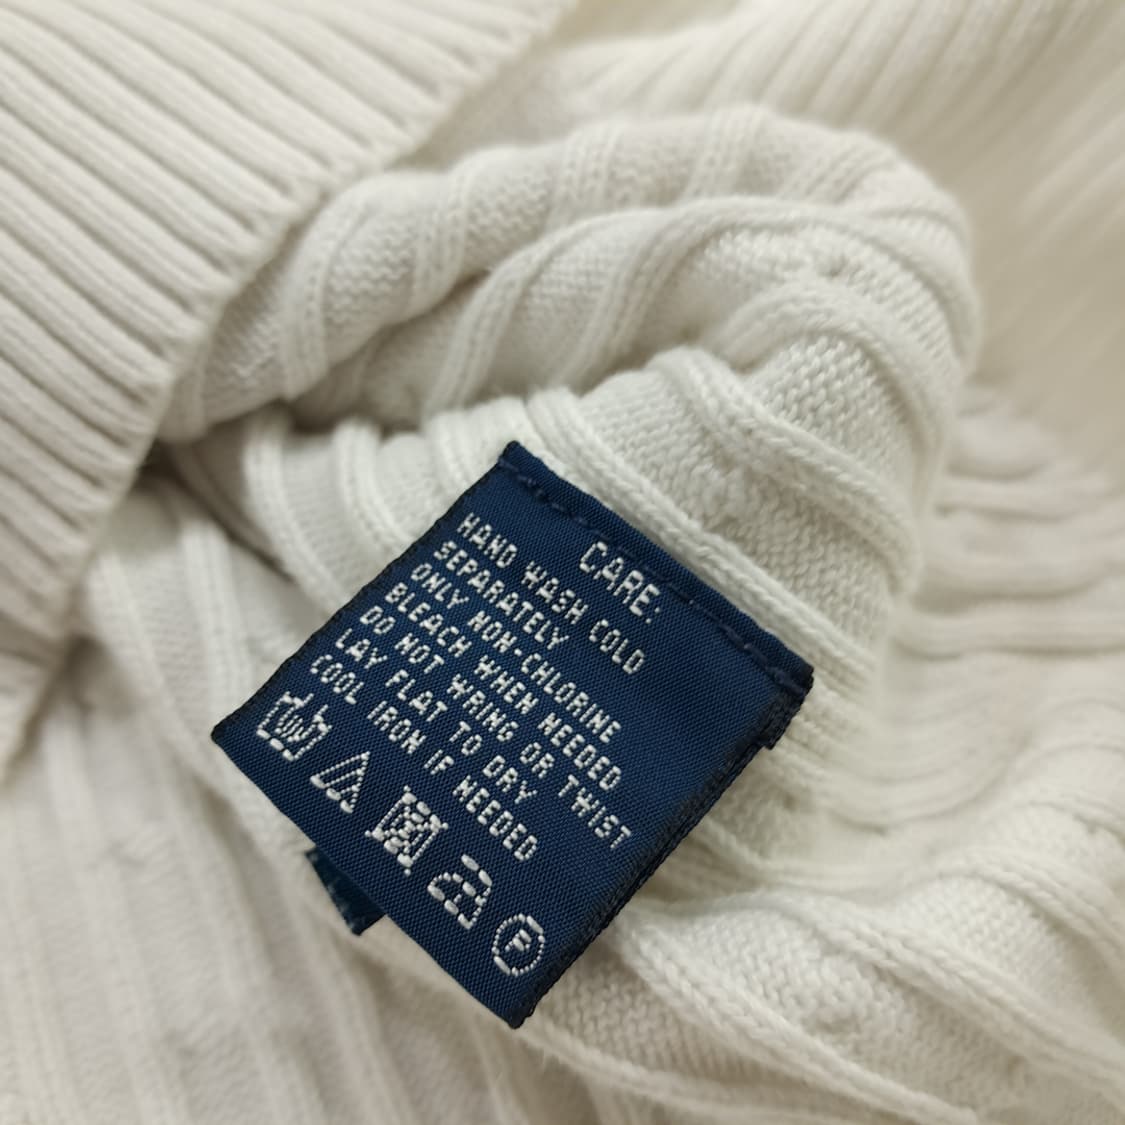 CARE:
HAND WASH COLD
SEPARATELY
ONLY NON-CHLORINE
BLEACH WHEN NEEDED
DO NOT WRING OR TWIST
LAY FLAT TO DRY
COOL IRON IF NEEDED
F